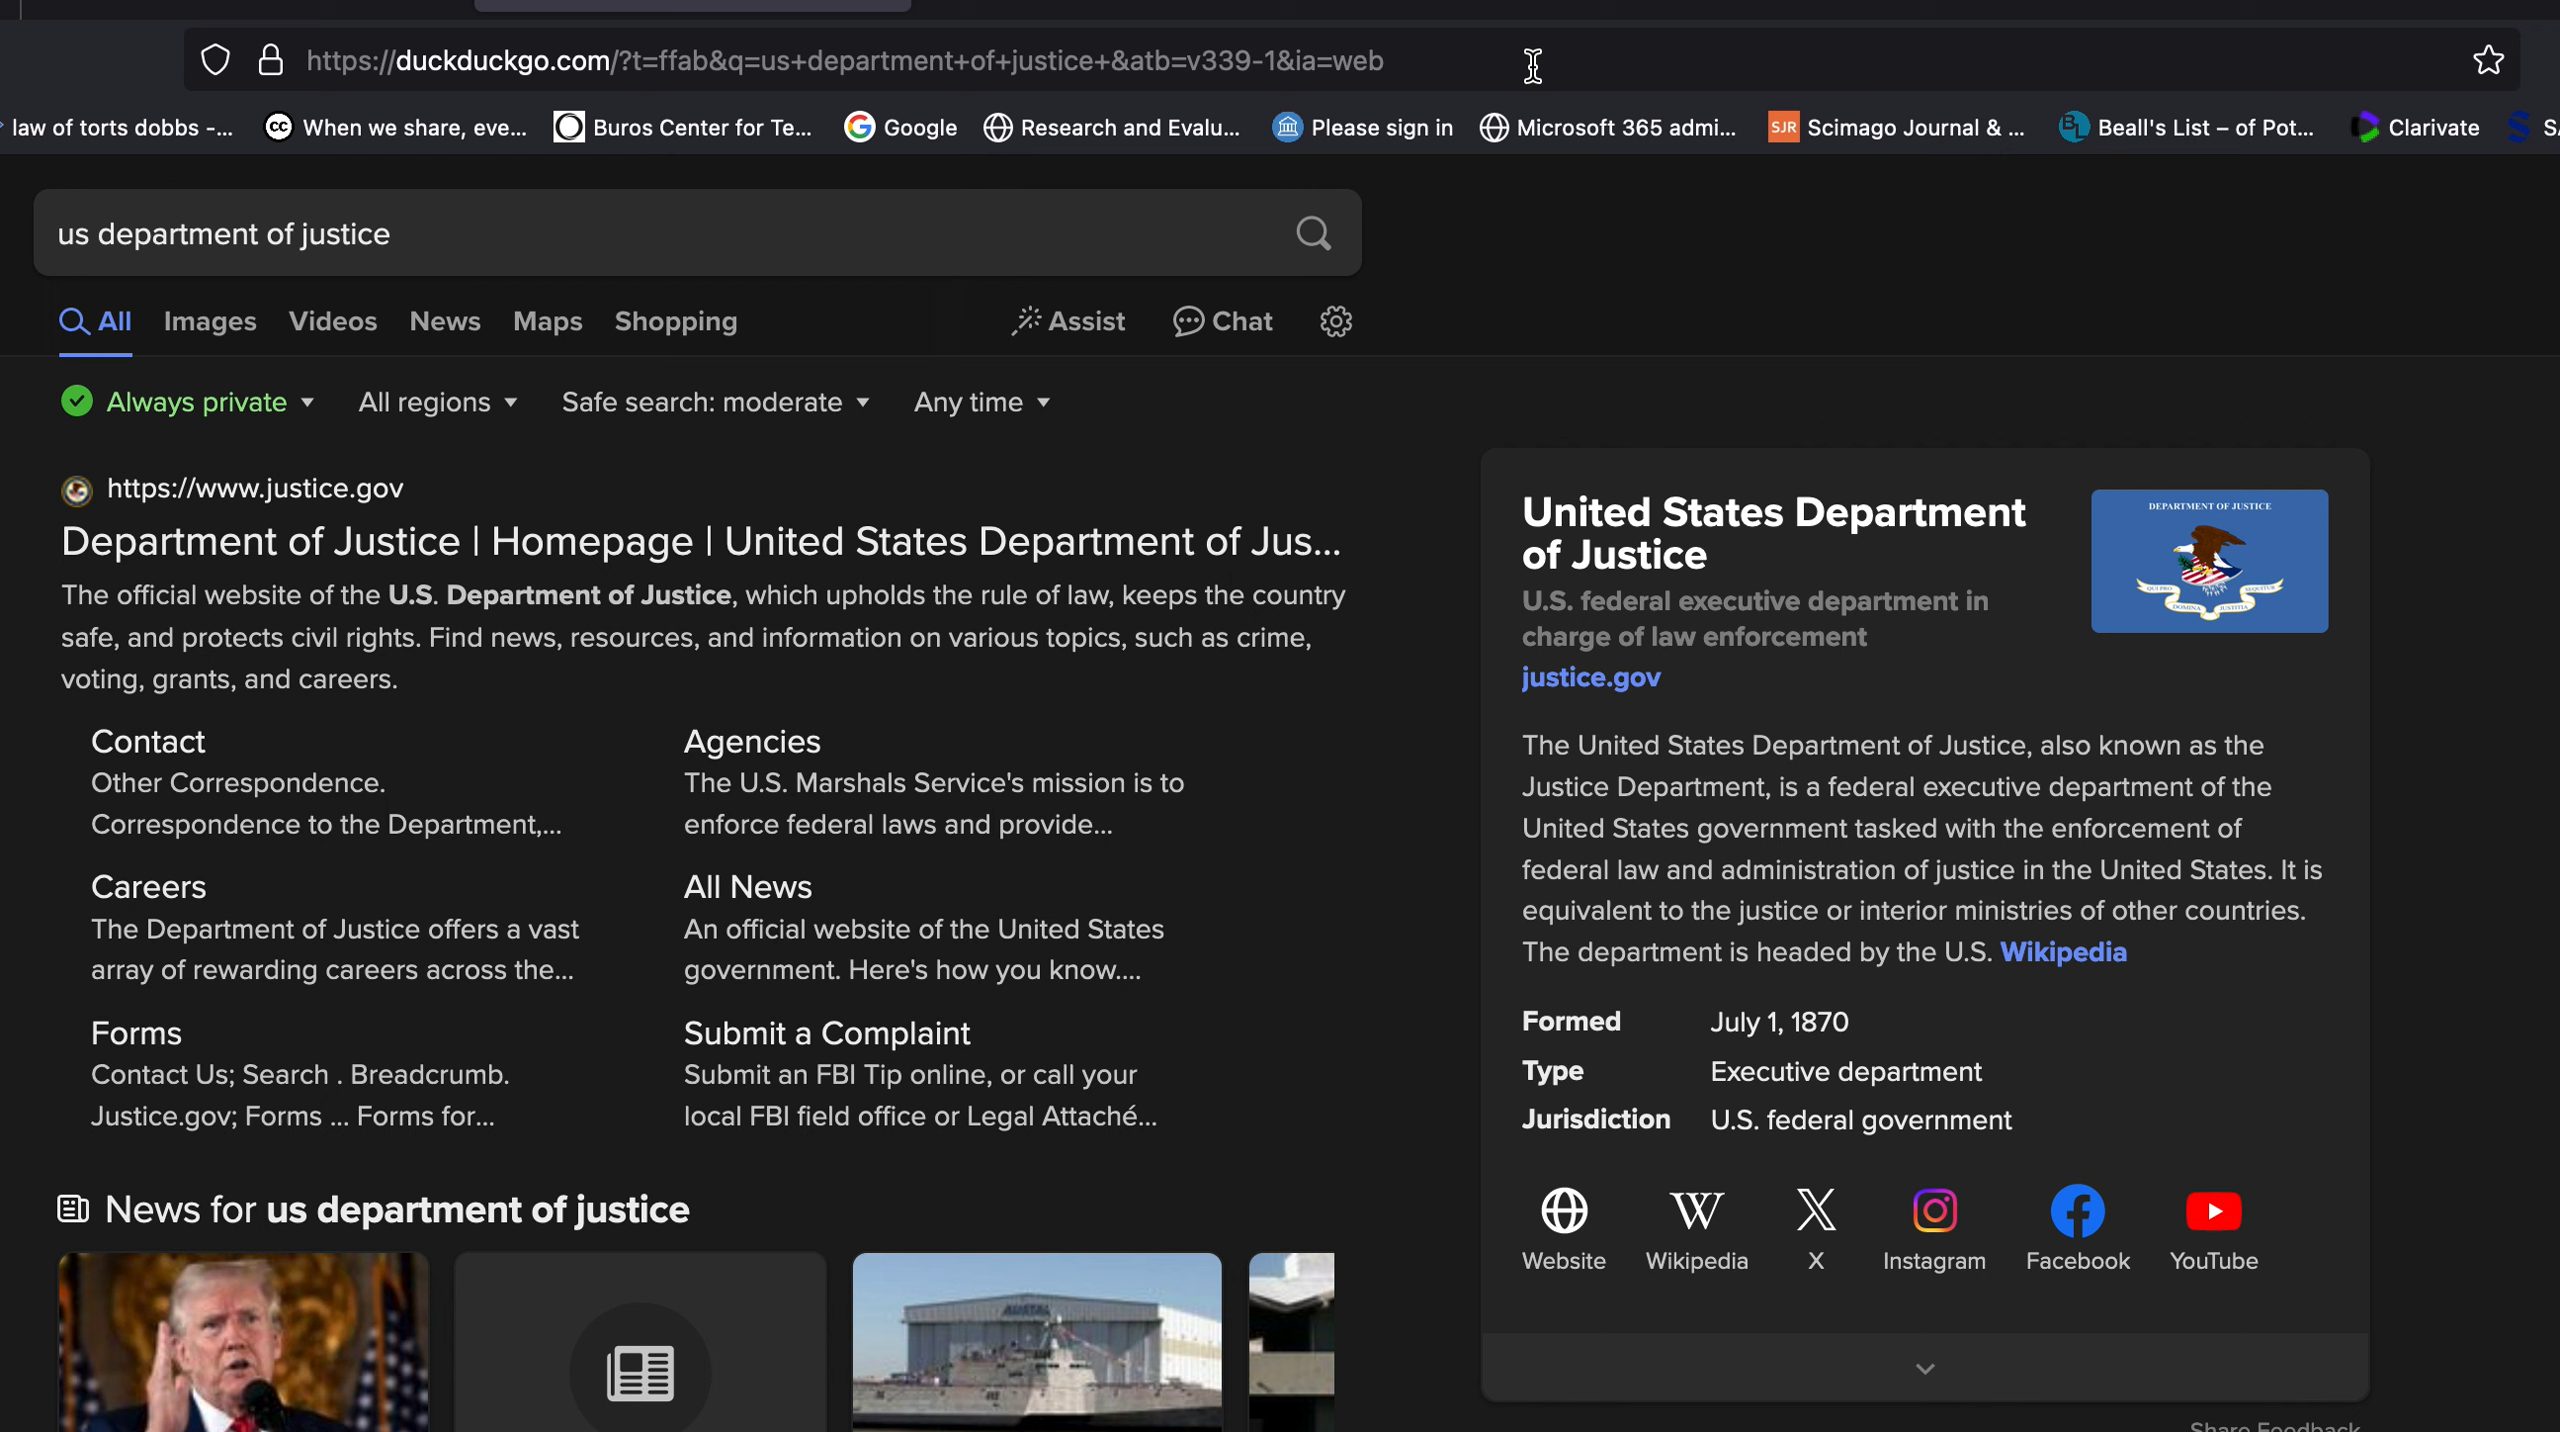 https://duckduckgo.com/?t=ffab&q=us+department+of+justice+&atb=v339-1&ia=web
law of torts dobbs -...
When we share, eve...
Buros Center for Te...
Google
Research and Evalu...
Please sign in
Microsoft 365 admi...
SJR Scimago Journal & ...
BL Beall's List – of Pot...
Clarivate
us department of justice
All Images Videos News Maps Shopping Assist Chat
Always private All regions Safe search: moderate Any time
https://www.justice.gov
Department of Justice | Homepage | United States Department of Jus...
The official website of the U.S. Department of Justice, which upholds the rule of law, keeps the country
safe, and protects civil rights. Find news, resources, and information on various topics, such as crime,
voting, grants, and careers.
Contact
Other Correspondence.
Correspondence to the Department,...
Agencies
The U.S. Marshals Service's mission is to
enforce federal laws and provide...
Careers
The Department of Justice offers a vast
array of rewarding careers across the...
All News
An official website of the United States
government. Here's how you know....
Forms
Contact Us; Search . Breadcrumb.
Justice.gov; Forms ... Forms for...
Submit a Complaint
Submit an FBI Tip online, or call your
local FBI field office or Legal Attaché...
News for us department of justice
AUSTAL
United States Department
of Justice
U.S. federal executive department in
charge of law enforcement
justice.gov
DEPARTMENT OF JUSTICE
QUI PRO DOMINA JUSTITIA SEQUITUR
The United States Department of Justice, also known as the
Justice Department, is a federal executive department of the
United States government tasked with the enforcement of
federal law and administration of justice in the United States. It is
equivalent to the justice or interior ministries of other countries.
The department is headed by the U.S. Wikipedia
Formed July 1, 1870
Type Executive department
Jurisdiction U.S. federal government
Website Wikipedia X Instagram Facebook YouTube
Share Feedback